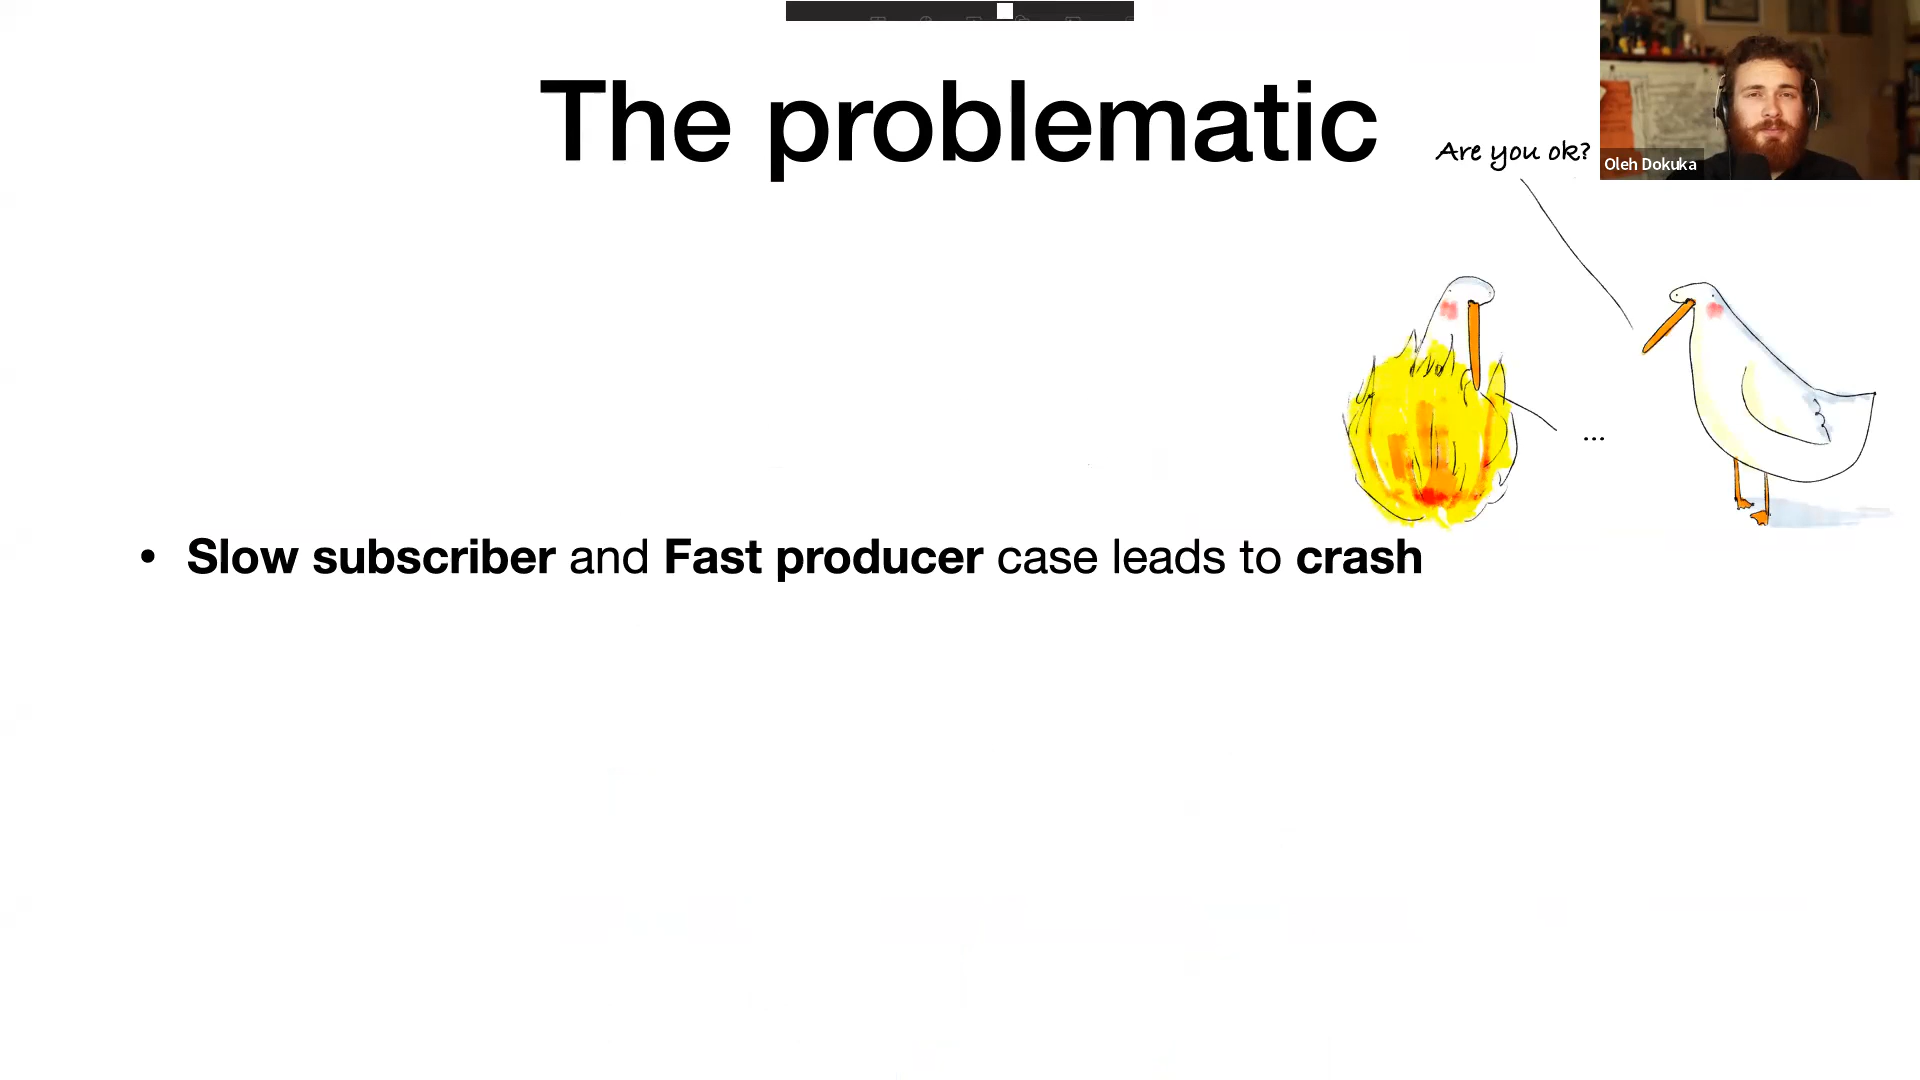 The problematic
Are you ok?
Oleh Dokuka
...
• Slow subscriber and Fast producer case leads to crash